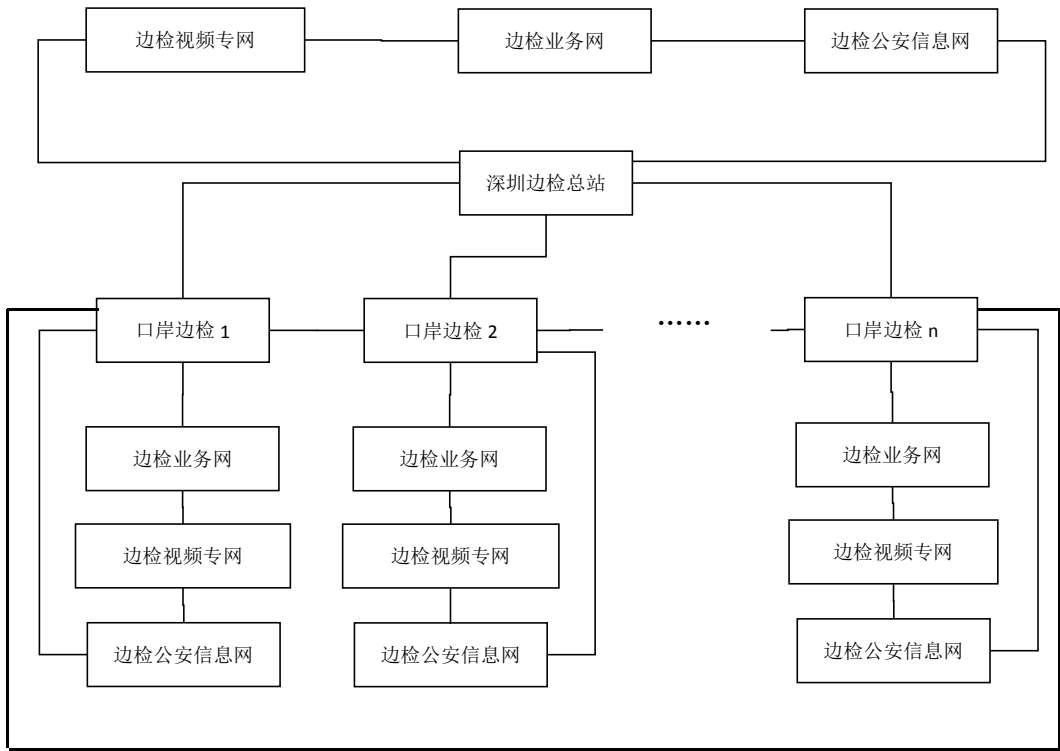 边检视频专网
边检业务网
边检公安信息网
深圳边检总站
口岸边检 1
口岸边检 2
……
口岸边检 n
边检业务网
边检业务网
边检业务网
边检视频专网
边检视频专网
边检视频专网
边检公安信息网
边检公安信息网
边检公安信息网